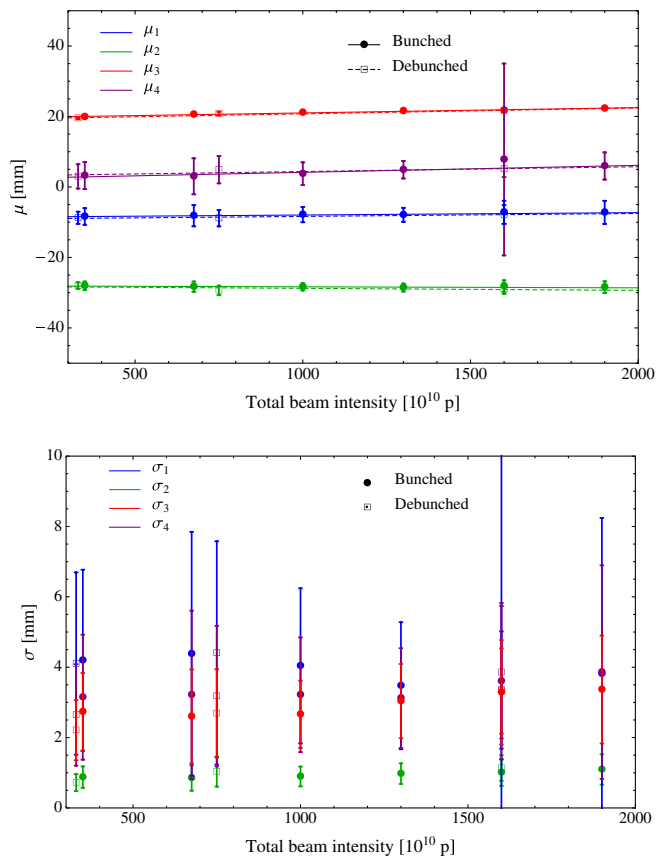 μ1 Bunched
μ2 Debunched
μ3
μ4
40
20
0
−20
−40
μ [mm]
500 1000 1500 2000
Total beam intensity [10^10 p]
10
σ1 Bunched
σ2 Debunched
σ3
σ4
8
6
4
2
0
σ [mm]
500 1000 1500 2000
Total beam intensity [10^10 p]